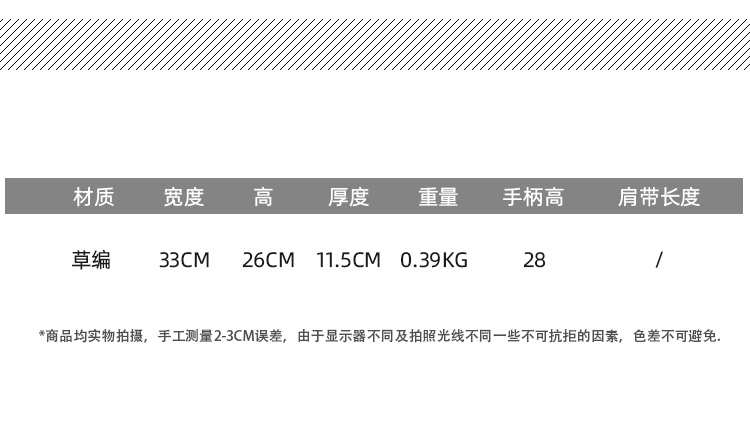 材质 宽度 高 厚度 重量 手柄高 肩带长度
草编 33CM 26CM 11.5CM 0.39KG 28 /
*商品均实物拍摄，手工测量2-3CM误差，由于显示器不同及拍照光线不同一些不可抗拒的因素，色差不可避免.